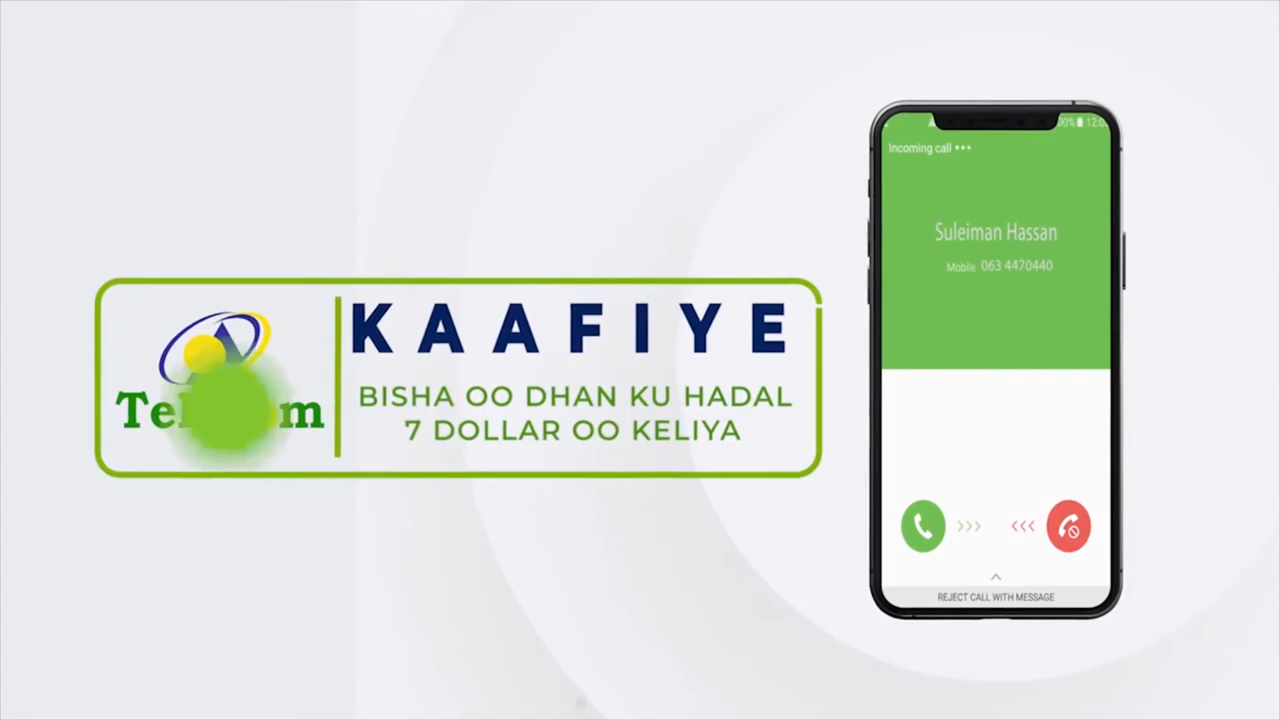 KAAFIYE
BISHA OO DHAN KU HADAL
7 DOLLAR OO KELIYA
Incoming call •••
Suleiman Hassan
Mobile 063 4470440
REJECT CALL WITH MESSAGE